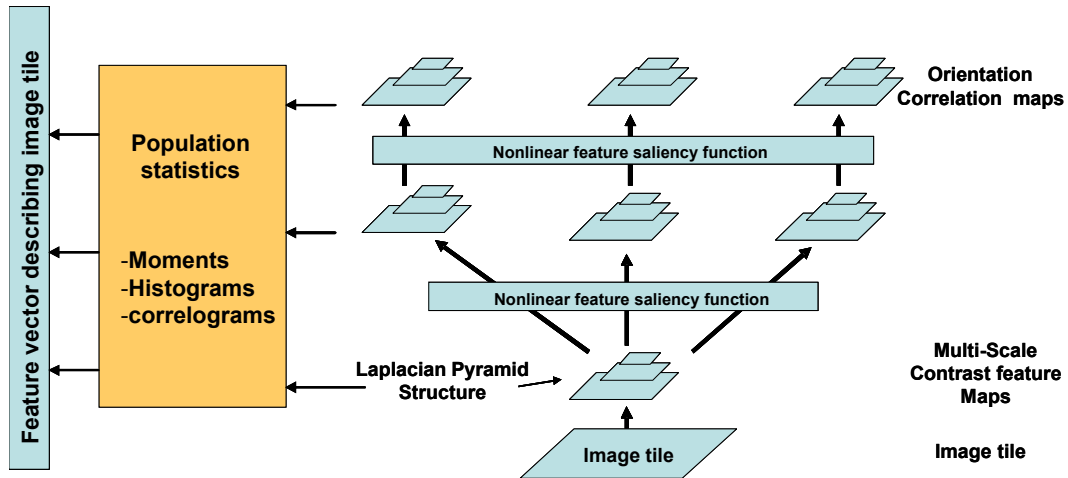 Feature vector describing image tile
Population
statistics
-Moments
-Histograms
-correlograms
Orientation
Correlation maps
Nonlinear feature saliency function
Nonlinear feature saliency function
Laplacian Pyramid
Structure
Multi-Scale
Contrast feature
Maps
Image tile
Image tile